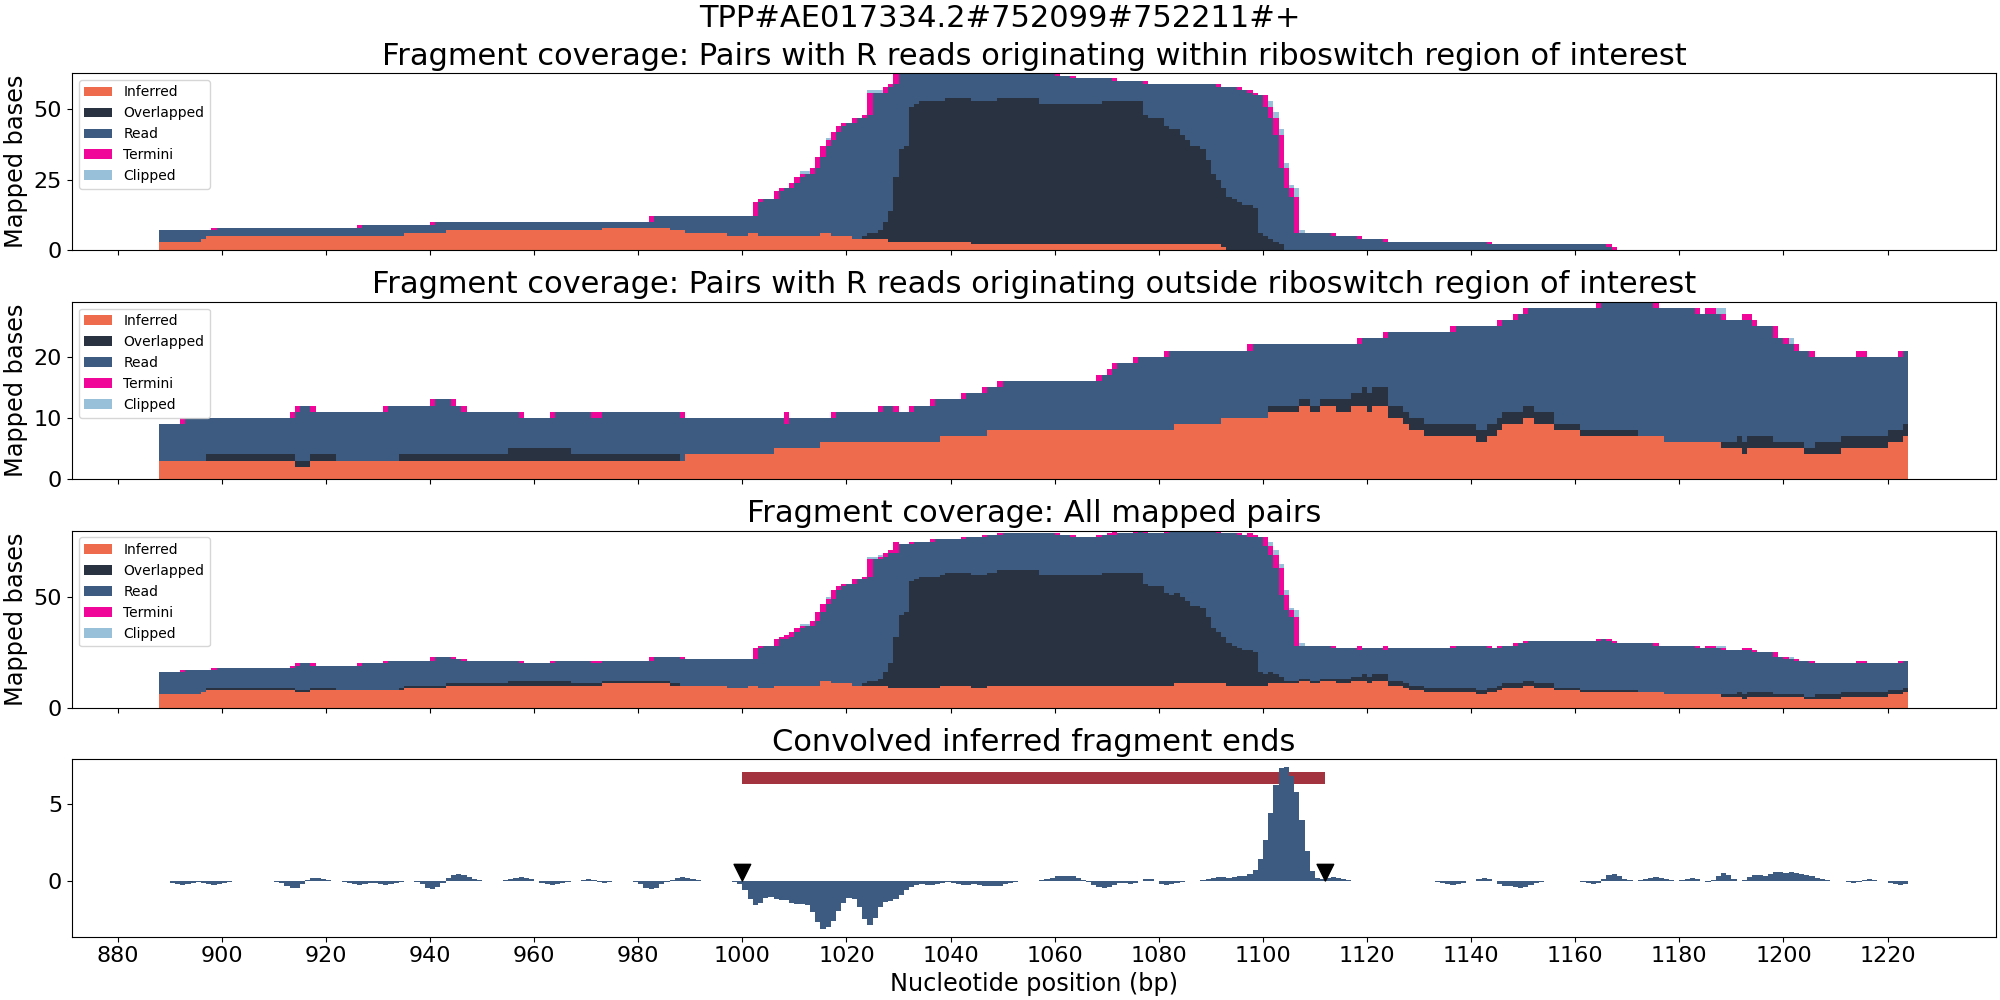 TPP#AE017334.2#752099#752211#+
Fragment coverage: Pairs with R reads originating within riboswitch region of interest
Mapped bases
50
25
0
Inferred
Overlapped
Read
Termini
Clipped
Fragment coverage: Pairs with R reads originating outside riboswitch region of interest
Mapped bases
20
10
0
Inferred
Overlapped
Read
Termini
Clipped
Fragment coverage: All mapped pairs
Mapped bases
50
0
Inferred
Overlapped
Read
Termini
Clipped
Convolved inferred fragment ends
5
0
880 900 920 940 960 980 1000 1020 1040 1060 1080 1100 1120 1140 1160 1180 1200 1220
Nucleotide position (bp)